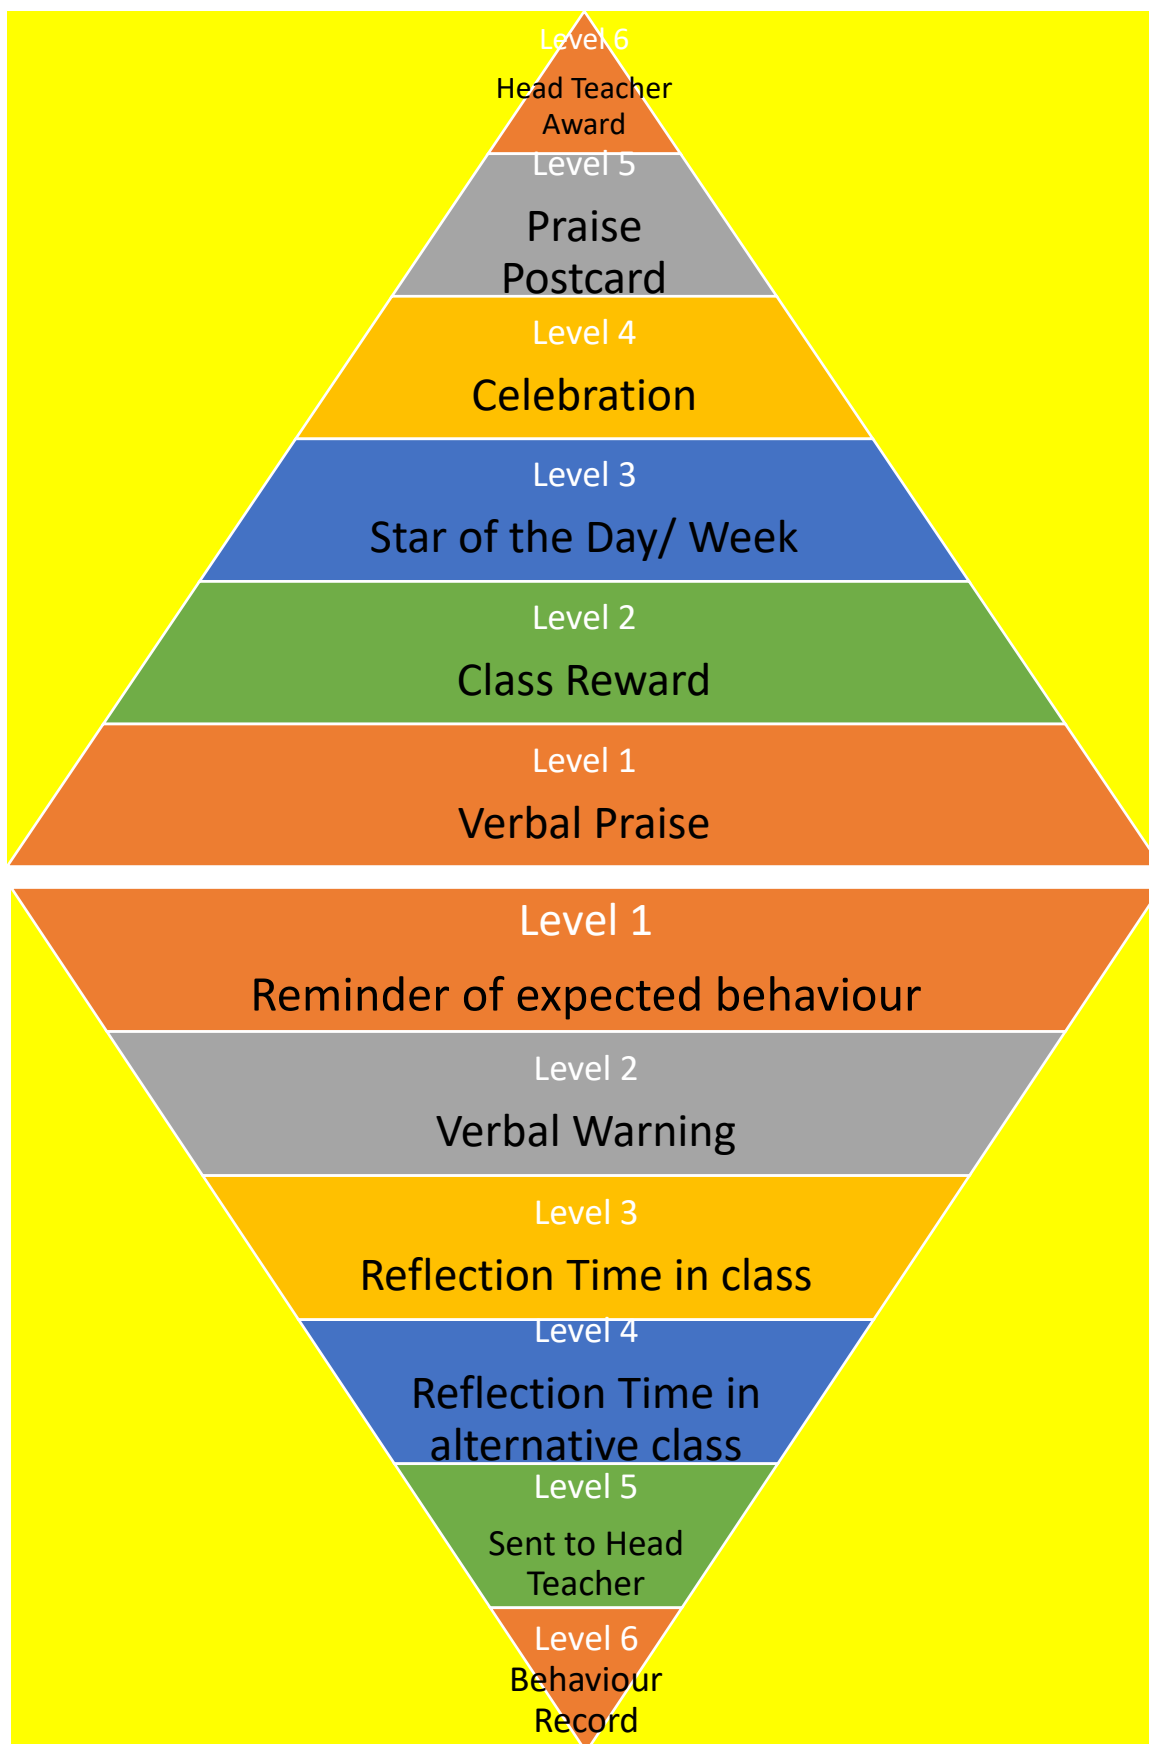 Level 6
Head Teacher
Award
Level 5
Praise
Postcard
Level 4
Celebration
Level 3
Star of the Day/ Week
Level 2
Class Reward
Level 1
Verbal Praise
Level 1
Reminder of expected behaviour
Level 2
Verbal Warning
Level 3
Reflection Time in class
Level 4
Reflection Time in
alternative class
Level 5
Sent to Head
Teacher
Level 6
Behaviour
Record